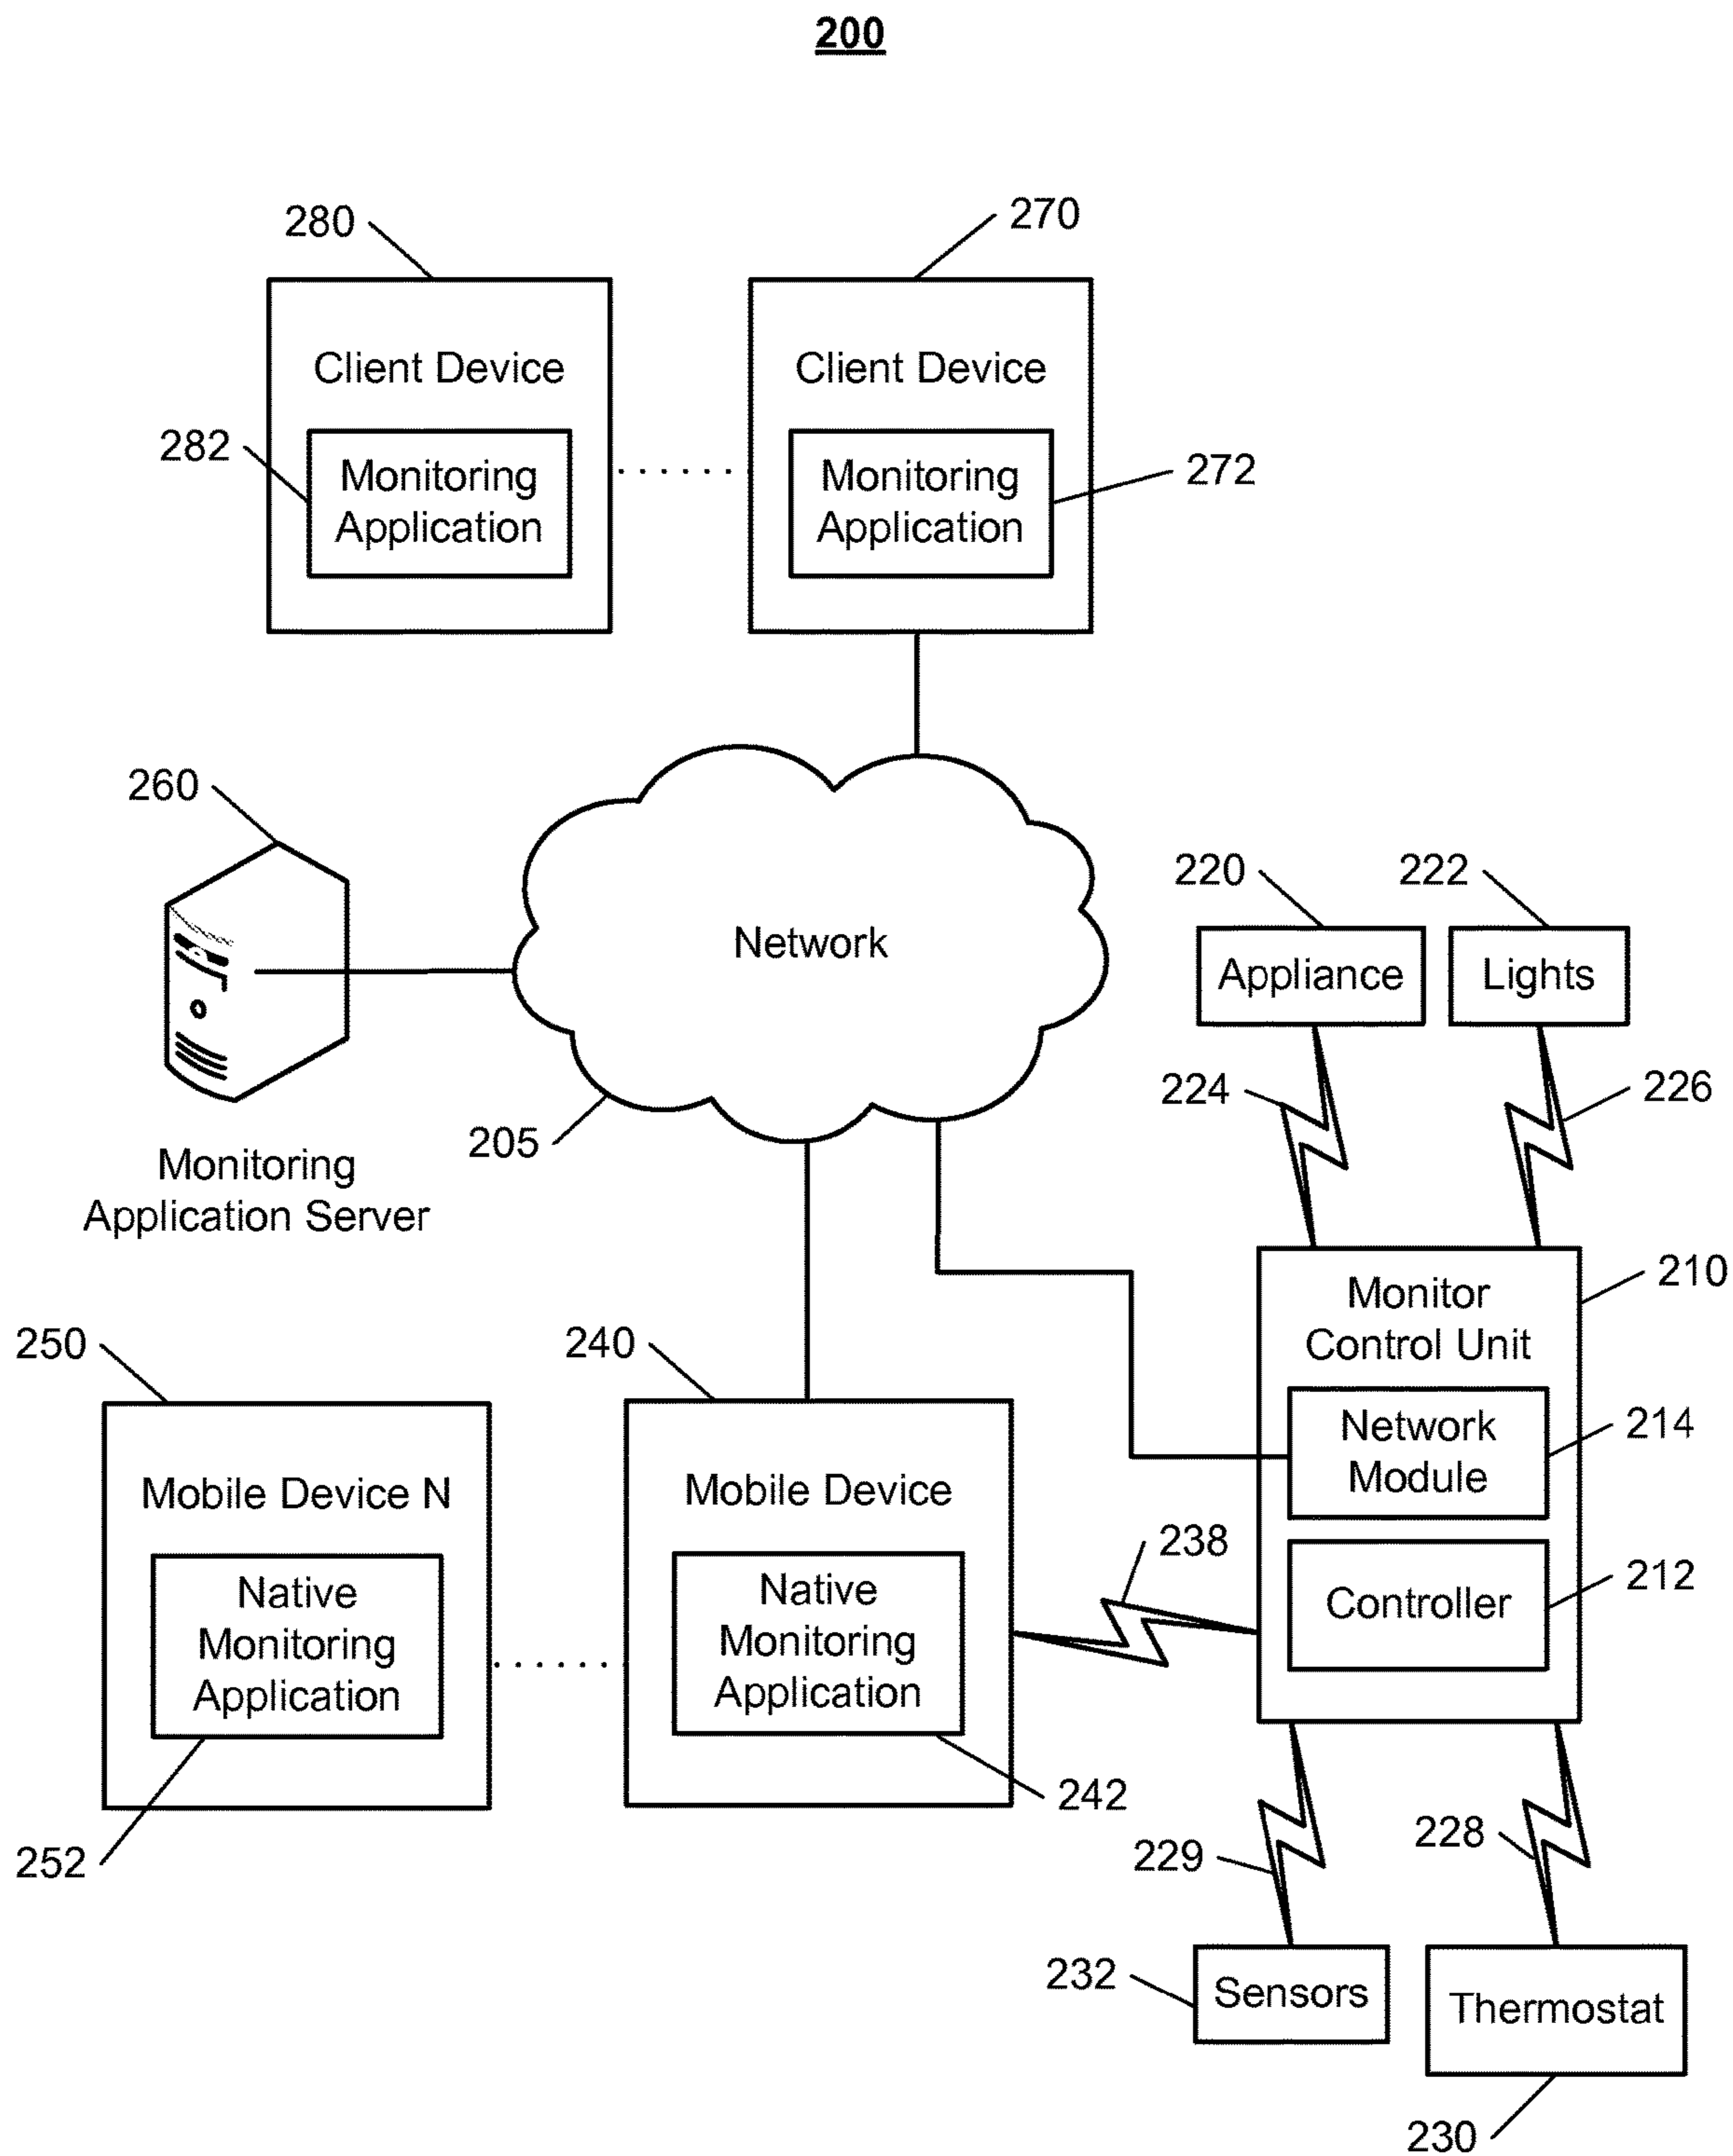 200
280
270
Client Device
Client Device
282
Monitoring
Application
Monitoring
Application
272
260
Network
205
Monitoring
Application Server
220
222
Appliance
Lights
224
226
210
Monitor
Control Unit
Network
Module
214
Controller
212
250
240
Mobile Device N
Mobile Device
238
Native
Monitoring
Application
Native
Monitoring
Application
252
242
229
228
232
Sensors
Thermostat
230